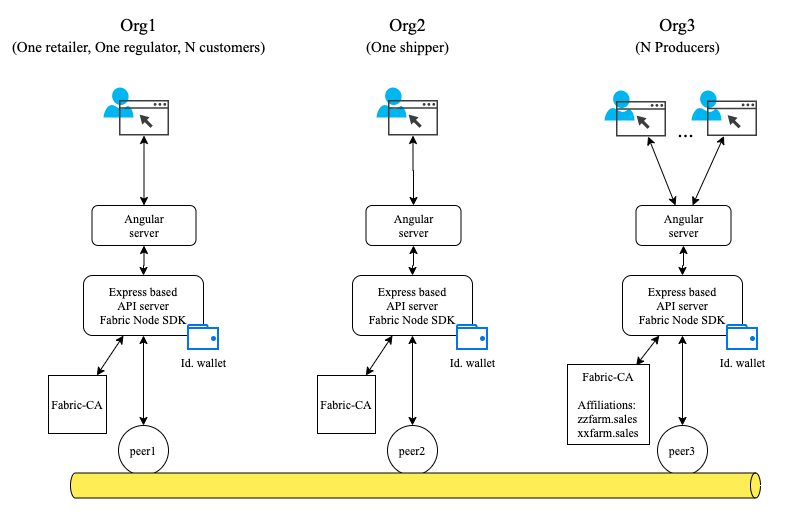 Org1
(One retailer, One regulator, N customers)
Angular
server
Express based
API server
Fabric Node SDK
Id. wallet
Fabric-CA
peer1
Org2
(One shipper)
Angular
server
Express based
API server
Fabric Node SDK
Id. wallet
Fabric-CA
peer2
Org3
(N Producers)
...
Angular
server
Express based
API server
Fabric Node SDK
Id. wallet
Fabric-CA
Affiliations:
zzfarm.sales
xxfarm.sales
peer3